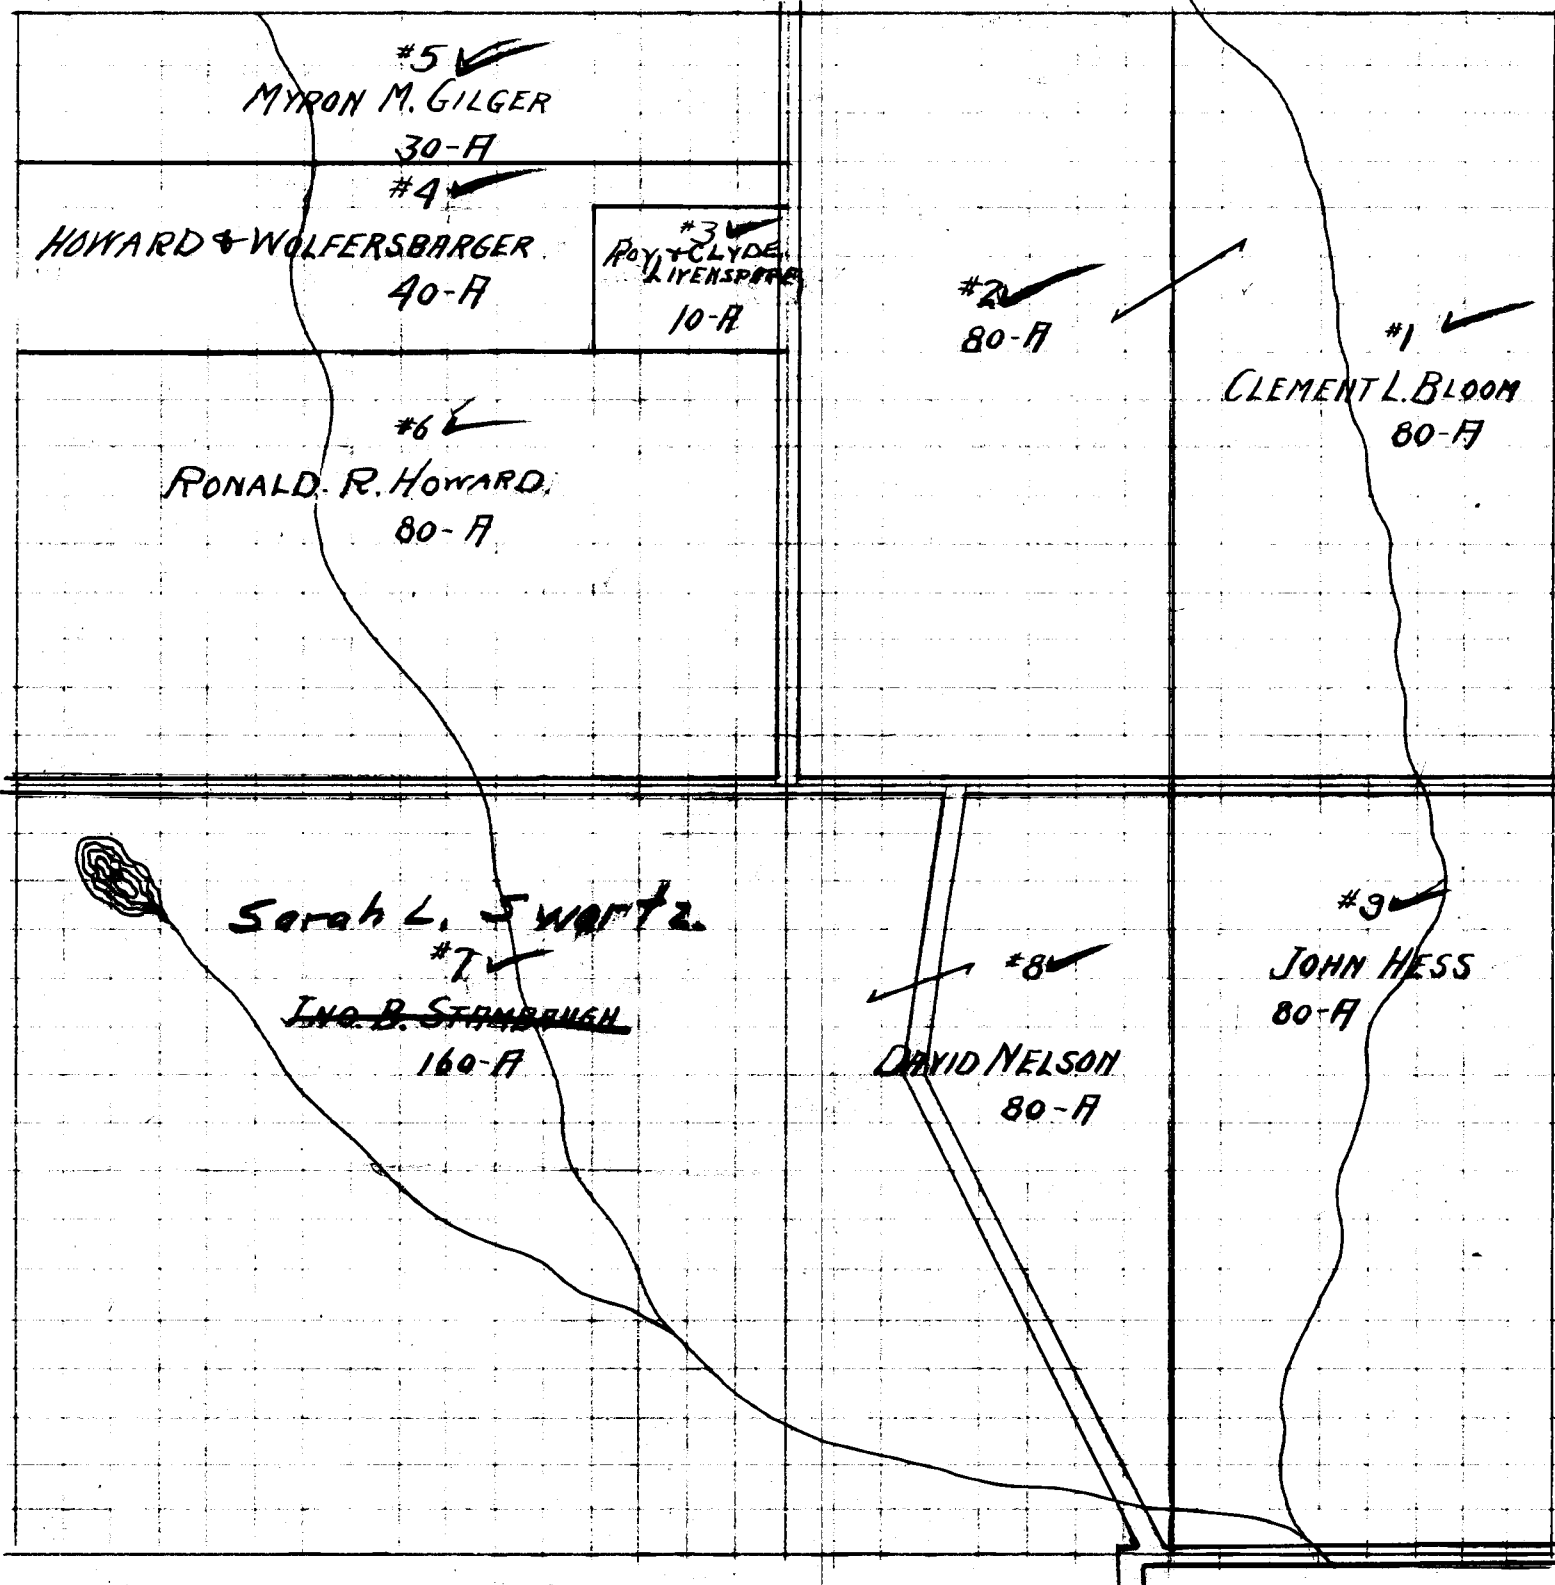 #5
MYRON M. GILGER
30-A
#4
HOWARD & WOLFERSBARGER
40-A
#3
ROY & CLYDE
LIVENSPARE
10-A
#2
80-A
#1
CLEMENT L. BLOOM
80-A
#6
RONALD. R. HOWARD.
80-A
Sarah L. Swartz.
#7
JNO. B. STAMBAUGH
160-A
#8
DAVID NELSON
80-A
#9
JOHN HESS
80-A